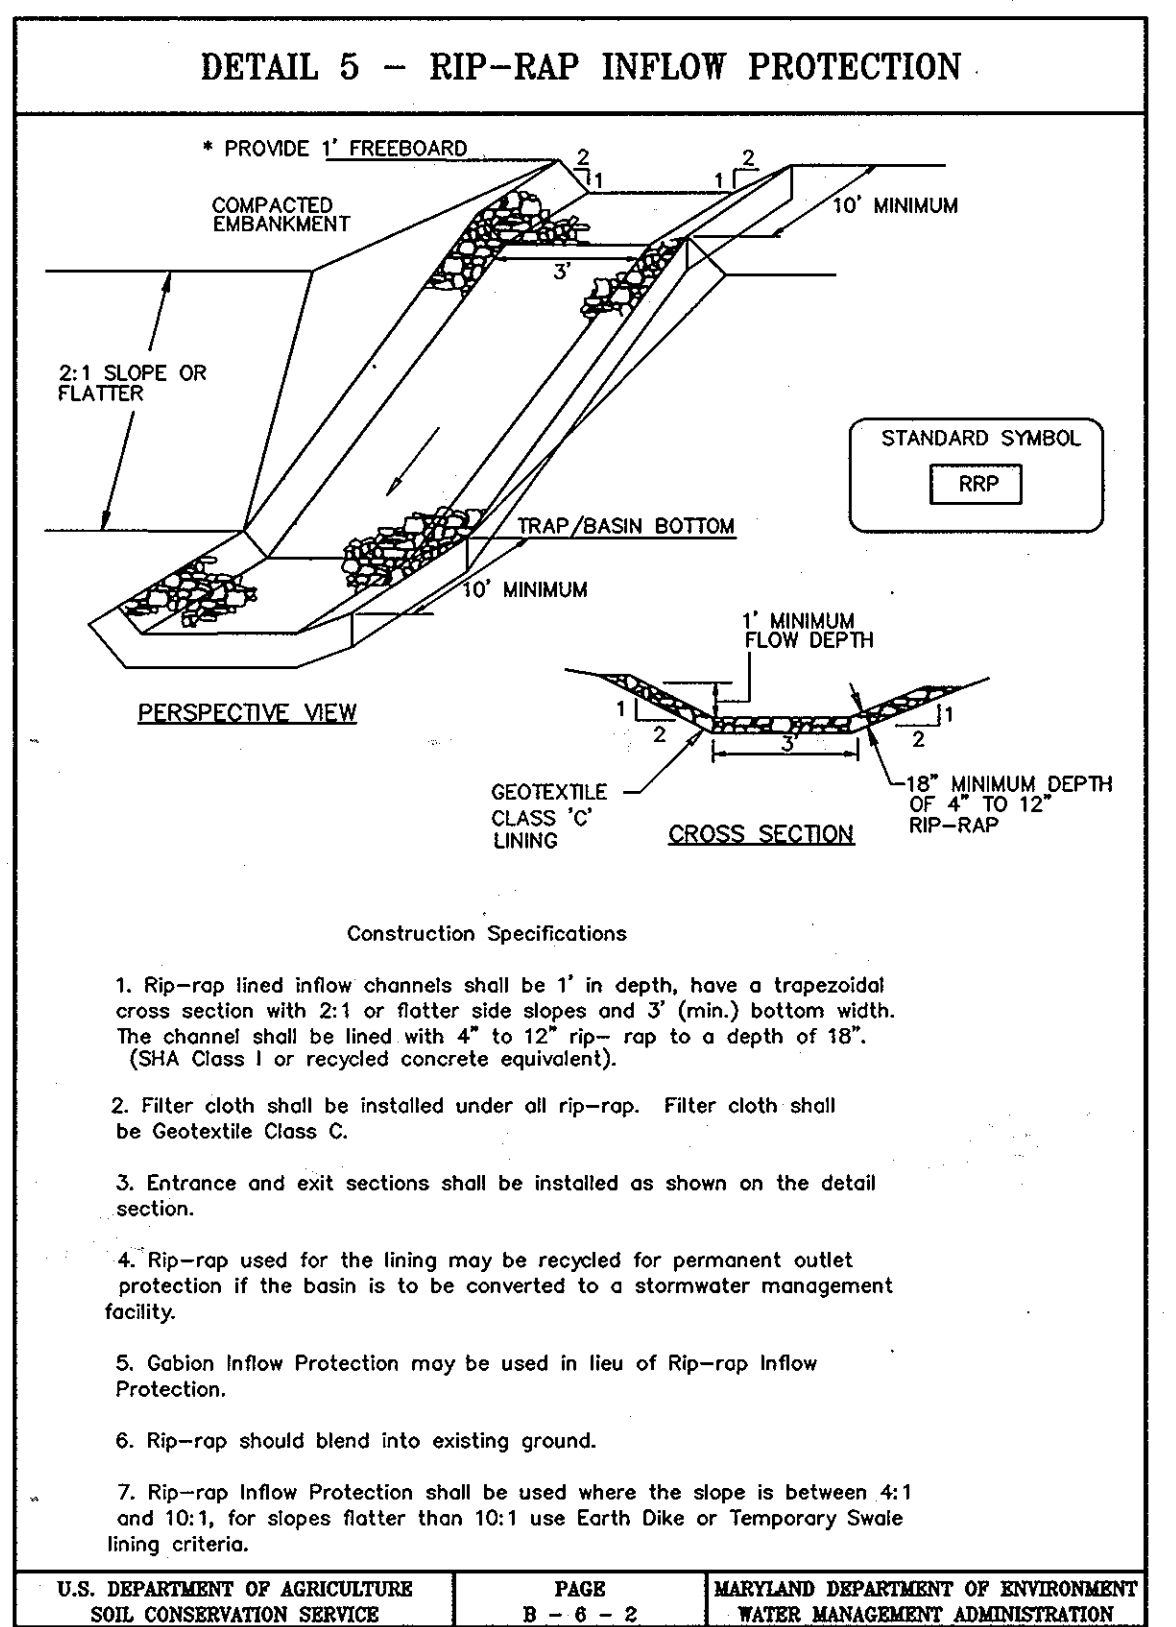 DETAIL 5 - RIP-RAP INFLOW PROTECTION
* PROVIDE 1' FREEBOARD
2
1
2
1
COMPACTED
EMBANKMENT
10' MINIMUM
3'
2:1 SLOPE OR
FLATTER
STANDARD SYMBOL
RRP
TRAP/BASIN BOTTOM
10' MINIMUM
1' MINIMUM
FLOW DEPTH
PERSPECTIVE VIEW
1
2
3'
1
2
GEOTEXTILE
CLASS 'C'
LINING
18" MINIMUM DEPTH
OF 4" TO 12"
RIP-RAP
CROSS SECTION
Construction Specifications
1. Rip-rap lined inflow channels shall be 1' in depth, have a trapezoidal
cross section with 2:1 or flatter side slopes and 3' (min.) bottom width.
The channel shall be lined with 4" to 12" rip- rap to a depth of 18".
(SHA Class I or recycled concrete equivalent).
2. Filter cloth shall be installed under all rip-rap. Filter cloth shall
be Geotextile Class C.
3. Entrance and exit sections shall be installed as shown on the detail
section.
4. Rip-rap used for the lining may be recycled for permanent outlet
protection if the basin is to be converted to a stormwater management
facility.
5. Gabion Inflow Protection may be used in lieu of Rip-rap Inflow
Protection.
6. Rip-rap should blend into existing ground.
7. Rip-rap Inflow Protection shall be used where the slope is between 4:1
and 10:1, for slopes flatter than 10:1 use Earth Dike or Temporary Swale
lining criteria.
U.S. DEPARTMENT OF AGRICULTURE
SOIL CONSERVATION SERVICE
PAGE
B - 6 - 2
MARYLAND DEPARTMENT OF ENVIRONMENT
WATER MANAGEMENT ADMINISTRATION